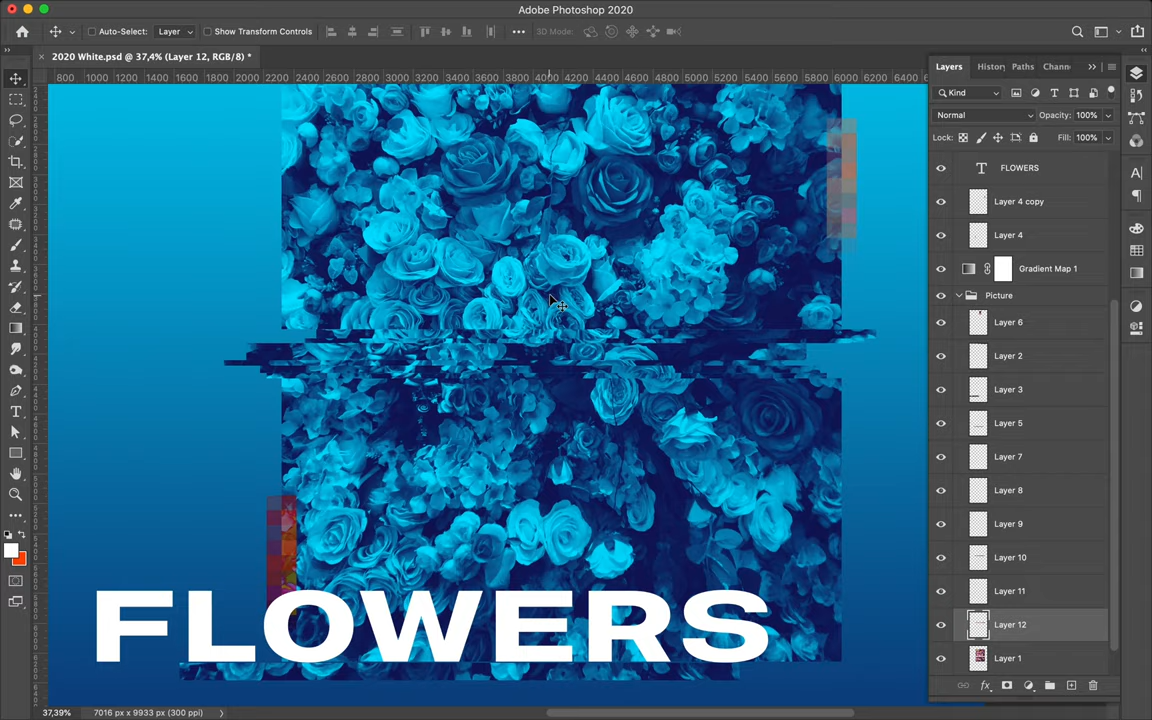 Adobe Photoshop 2020
Auto-Select: Layer Show Transform Controls 3D Mode:
2020 White.psd @ 37,4% (Layer 12, RGB/8) *
Layers Histor Paths Chann
800 1000 1200 1400 1600 1800 2000 2200 2400 2600 2800 3000 3200 3400 3600 3800 4000 4200 4400 4600 4800 5000 5200 5400 5600 5800 6000 6200 6400
Kind
Normal Opacity: 100%
Lock: Fill: 100%
FLOWERS
Layer 4 copy
Layer 4
Gradient Map 1
Picture
Layer 6
Layer 2
Layer 3
Layer 5
Layer 7
Layer 8
Layer 9
Layer 10
Layer 11
Layer 12
Layer 1
FLOWERS
37,39% 7016 px x 9933 px (300 ppi)